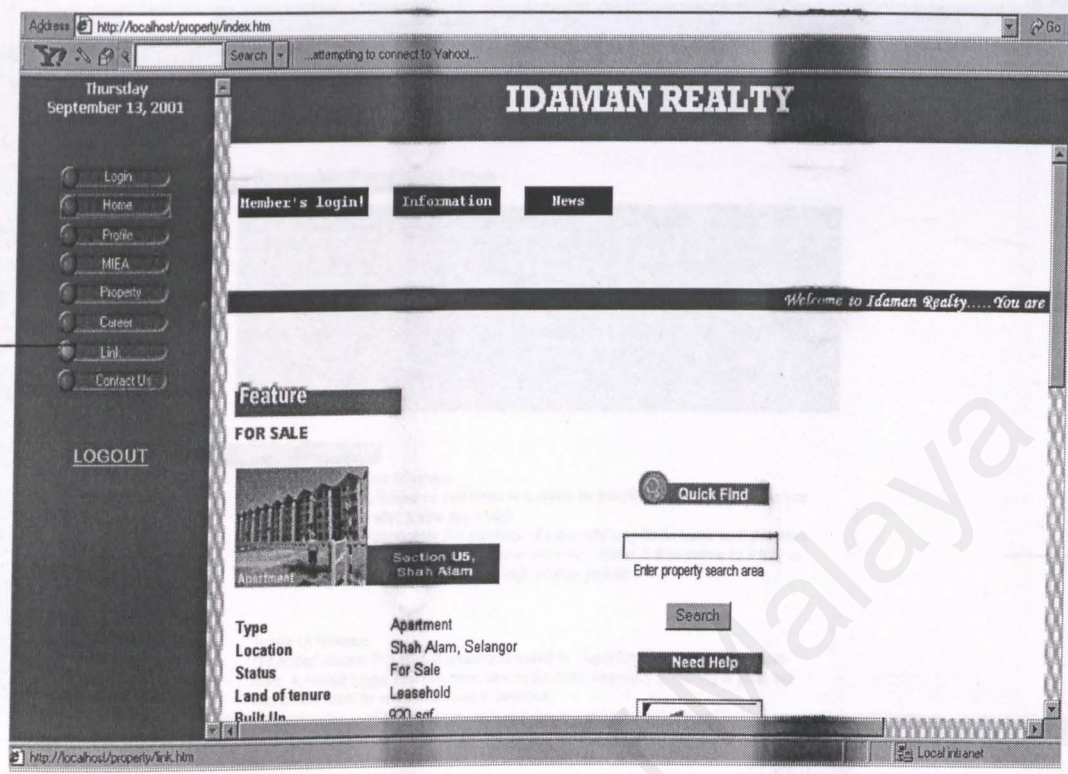 Address http://localhost/property/index.htm Go
Y! Search ...attempting to connect to Yahoo!...
Thursday
September 13, 2001
IDAMAN REALTY
Login
Home
Profile
MIEA
Property
Career
Link
Contact Us
LOGOUT
Member's login! Information News
Welcome to Idaman Realty.....You are
Feature
FOR SALE
Apartment
Section U5,
Shah Alam
Quick Find
Enter property search area
Search
Need Help
Type Apartment
Location Shah Alam, Selangor
Status For Sale
Land of tenure Leasehold
Built Up 920 sqf
http://localhost/property/link.htm Local intranet
Malaya